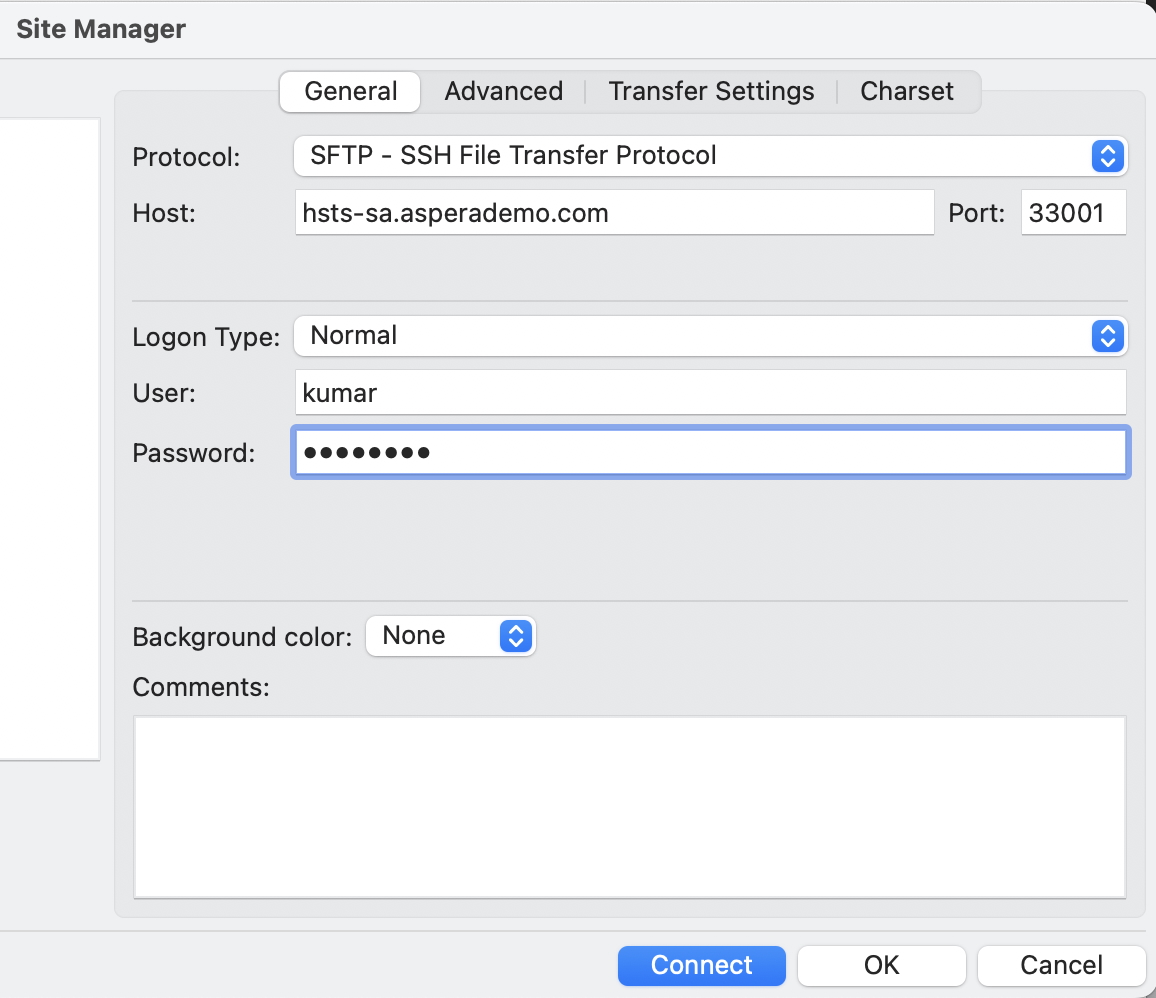 Site Manager
General Advanced Transfer Settings Charset
Protocol: SFTP - SSH File Transfer Protocol
Host: hsts-sa.asperademo.com Port: 33001
Logon Type: Normal
User: kumar
Password: ••••••••
Background color: None
Comments:
Connect OK Cancel